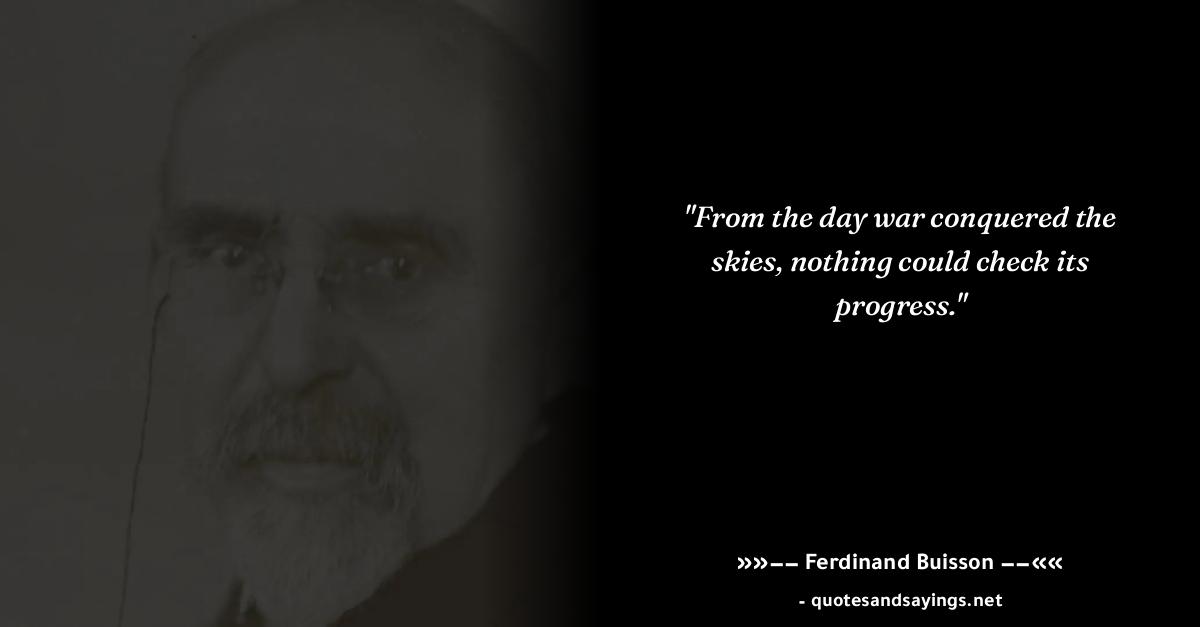 "From the day war conquered the
skies, nothing could check its
progress."
»»−− Ferdinand Buisson −−««
- quotesandsayings.net